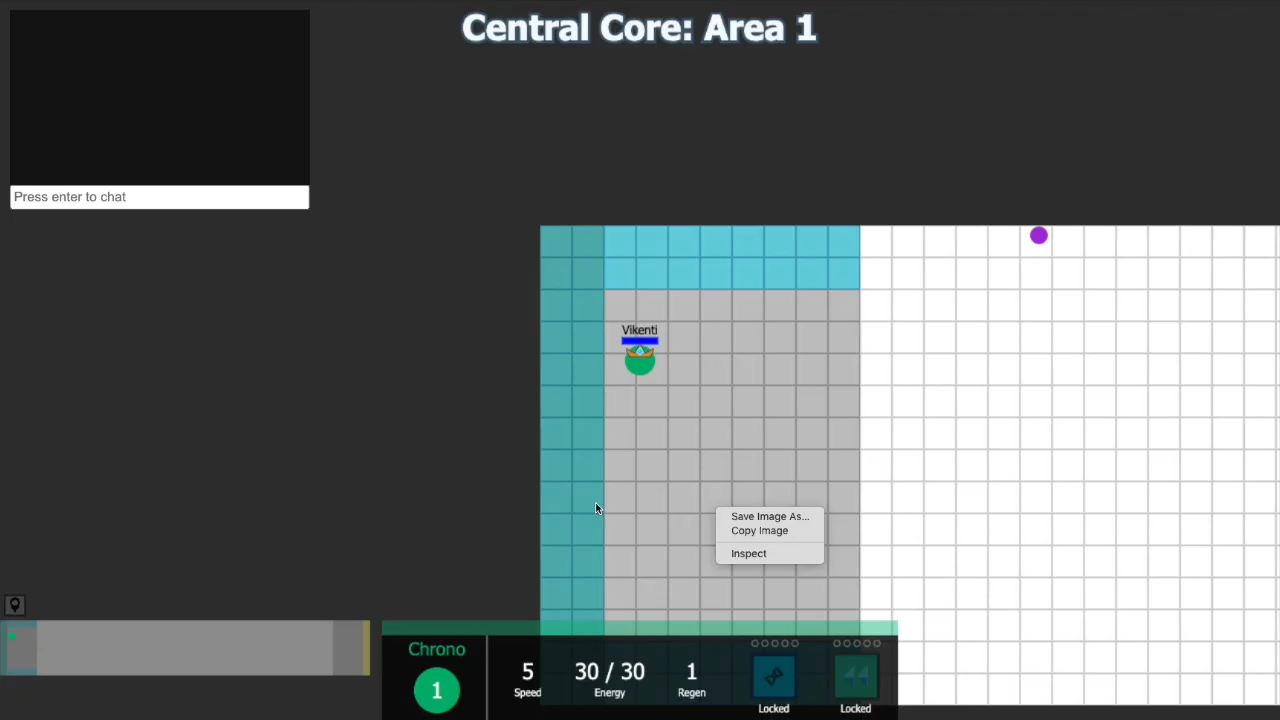 Central Core: Area 1
Press enter to chat
Vikenti
Save Image As...
Copy Image
Inspect
Chrono
1
5
Speed
30 / 30
Energy
1
Regen
Locked
Locked